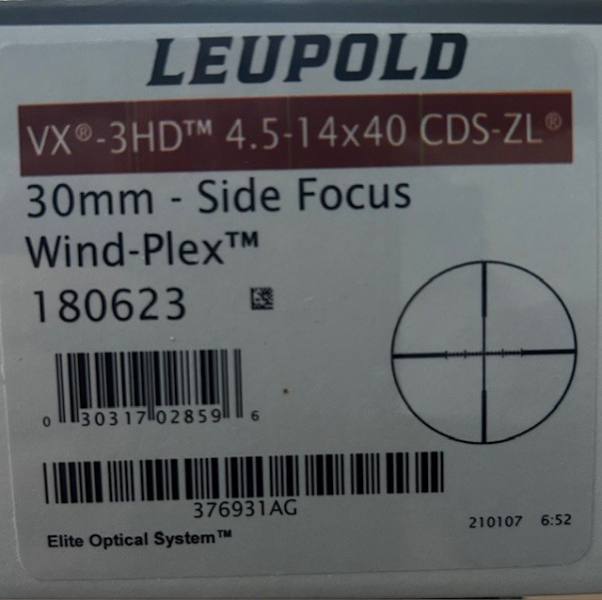 LEUPOLD
VX®-3HD™ 4.5-14x40 CDS-ZL®
30mm - Side Focus
Wind-Plex™
180623
0 30317 02859 6
376931AG
210107 6:52
Elite Optical System™